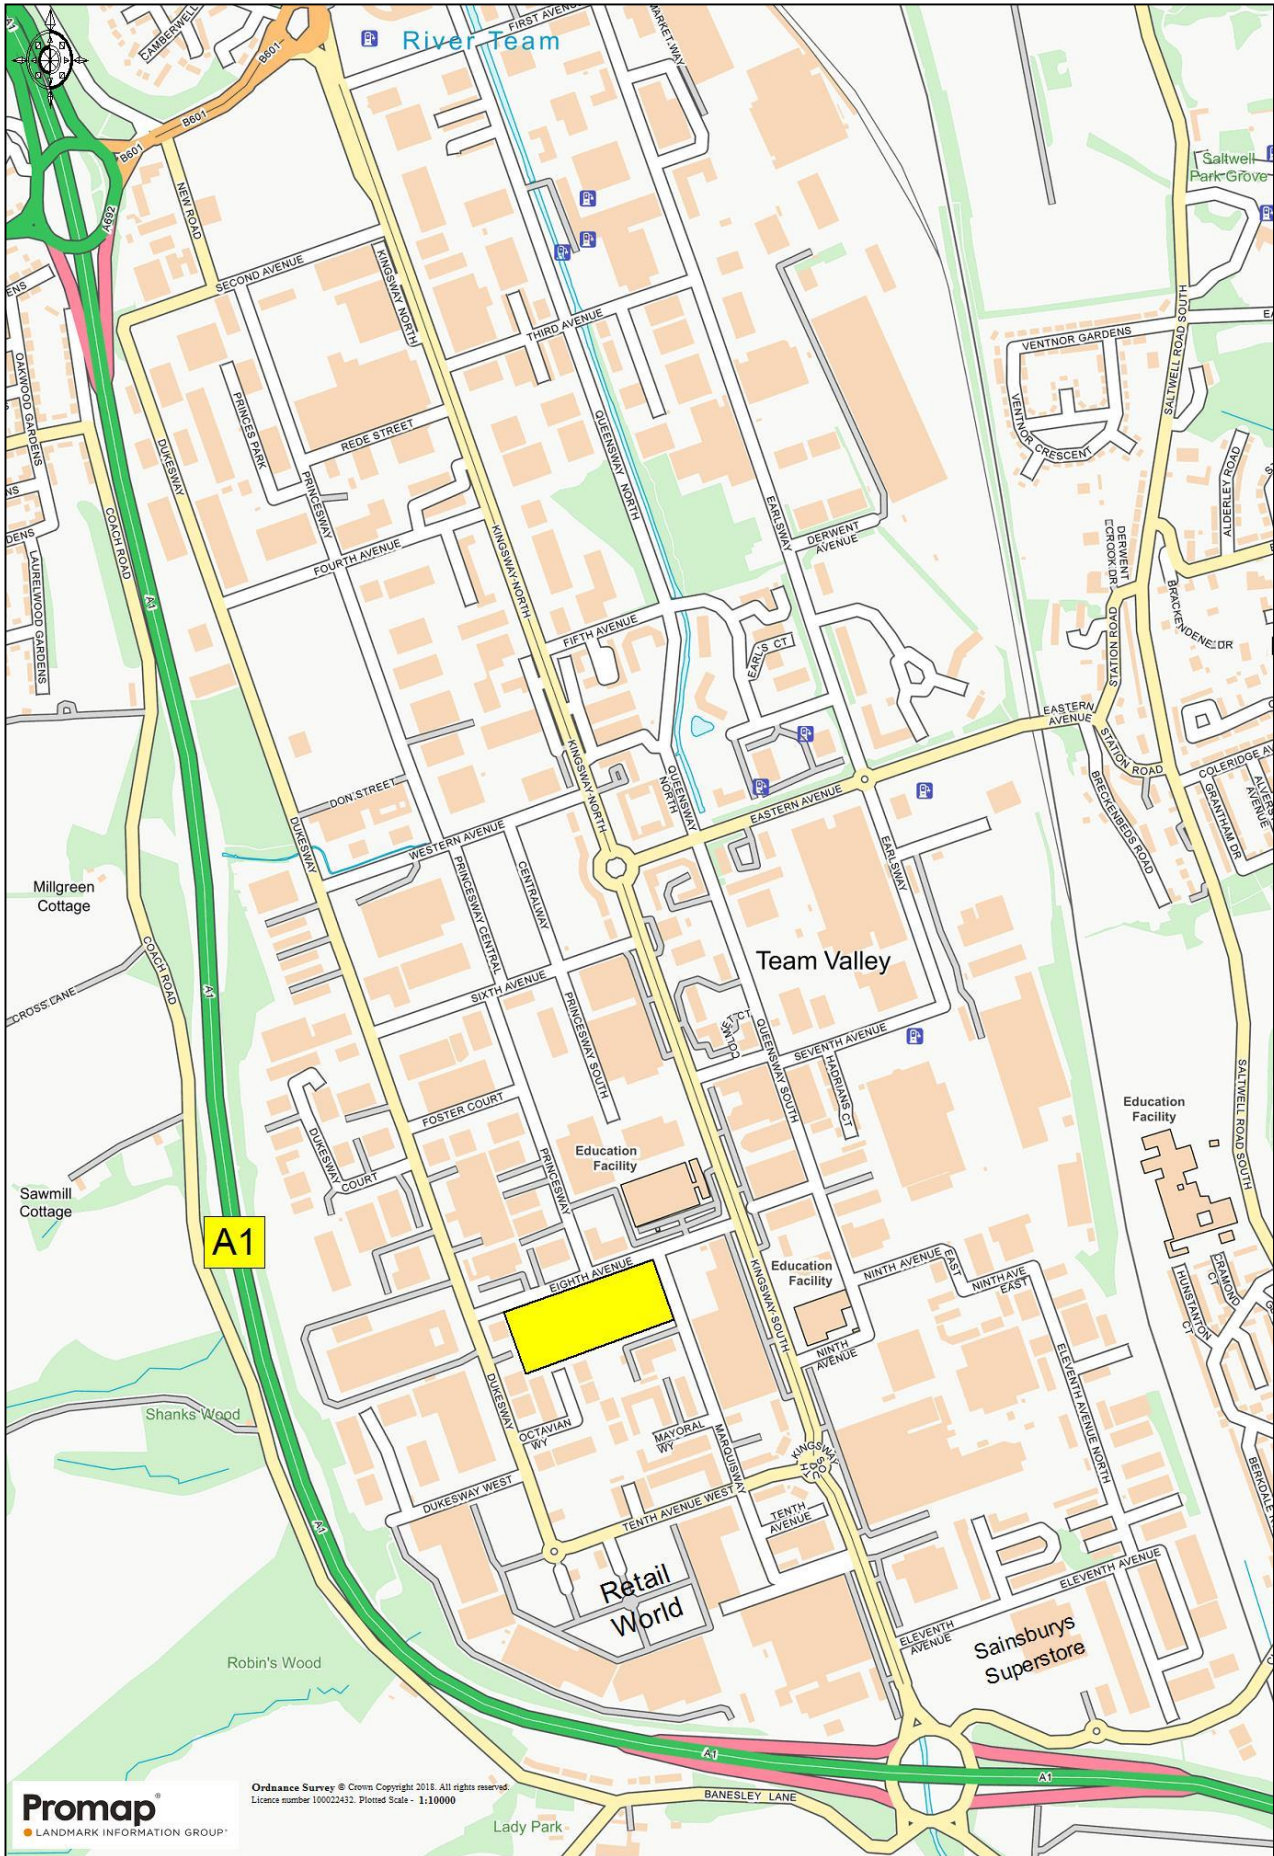 A1
CAMBERWELL
B601
River Team
FIRST AVENUE
MARKET WAY
B601
B601
A692
NEW ROAD
Saltwell
Park Grove
SECOND AVENUE
KINGSWAY NORTH
THIRD AVENUE
VENTNOR GARDENS
SALTWELL ROAD SOUTH
OAKWOOD GARDENS
PRINCES PARK
REDE STREET
DUKESWAY
PRINCESWAY
QUEENSWAY NORTH
VENTNOR CRESCENT
ALDERLEY ROAD
COACH ROAD
EARLSWAY
DERWENT
AVENUE
DERWENT
CROOK DR
LAURELWOOD GARDENS
A1
FOURTH AVENUE
KINGSWAY NORTH
FIFTH AVENUE
EARL'S CT
BRACKENDENE DR
STATION ROAD
EASTERN
AVENUE
STATION ROAD
KINGSWAY NORTH
QUEENSWAY
NORTH
COLERIDGE AV
GRANTHAM DR
BRECKENBEDS ROAD
DON STREET
DUKESWAY
WESTERN AVENUE
EASTERN AVENUE
EARLSWAY
Millgreen
Cottage
PRINCESWAY CENTRAL
CENTRALWAY
Team Valley
COACH ROAD
CROSS LANE
A1
SIXTH AVENUE
PRINCESWAY SOUTH
COLMET CT
QUEENSWAY SOUTH
SEVENTH AVENUE
HADRIANS CT
SALTWELL ROAD SOUTH
FOSTER COURT
Education
Facility
DUKESWAY
COURT
PRINCESWAY
Education
Facility
Sawmill
Cottage
A1
EIGHTH AVENUE
KINGSWAY SOUTH
Education
Facility
NINTH AVENUE
EAST
NINTH AVE
EAST
CRAMOND
CT
HUNSTANTON
CT
NINTH
AVENUE
ELEVENTH AVENUE NORTH
DUKESWAY
Shanks Wood
OCTAVIAN
WY
MAYORAL
WY
MARQUISWAY
KINGSWAY
SOUTH
DUKESWAY WEST
TENTH AVENUE WEST
TENTH
AVENUE
A1
Retail
World
ELEVENTH AVENUE
ELEVENTH
AVENUE
Sainsburys
Superstore
Robin's Wood
A1
A1
BANESLEY LANE
Lady Park
Promap
LANDMARK INFORMATION GROUP
Ordnance Survey © Crown Copyright 2018. All rights reserved.
Licence number 100022432. Plotted Scale - 1:10000